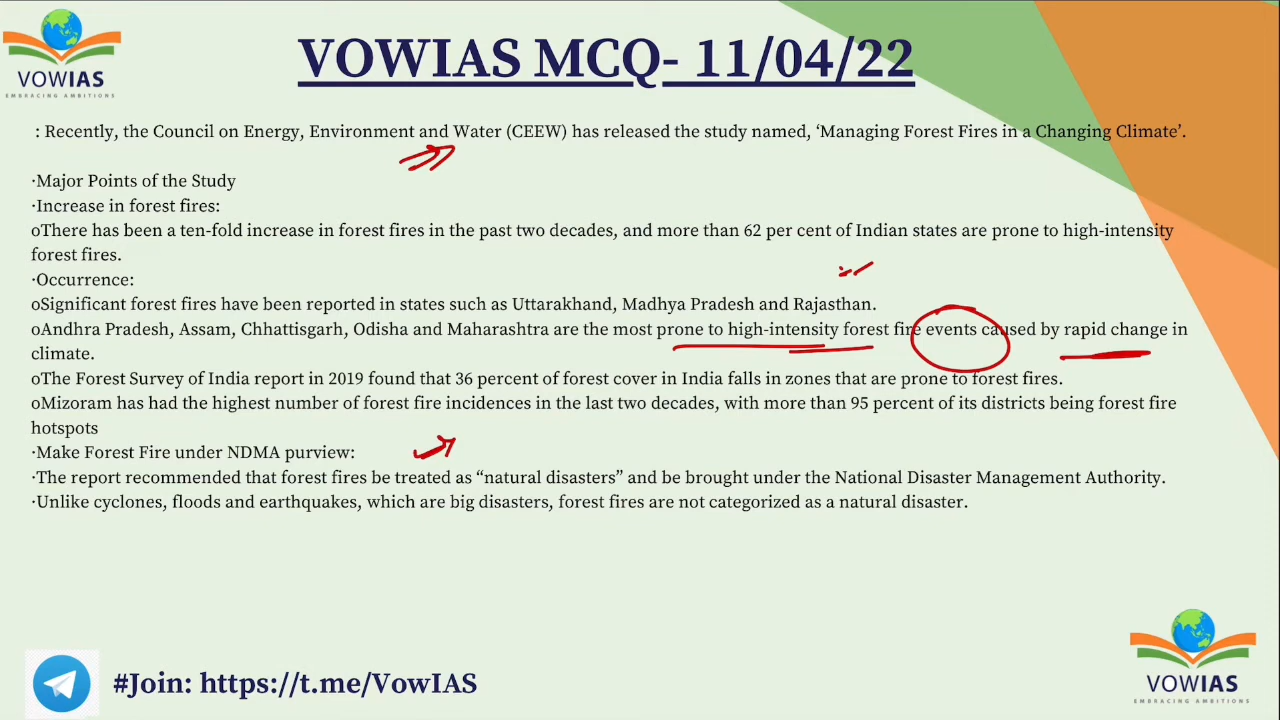 VOWIAS
EMBRACING AMBITIONS
VOWIAS MCQ- 11/04/22
: Recently, the Council on Energy, Environment and Water (CEEW) has released the study named, ‘Managing Forest Fires in a Changing Climate’.
·Major Points of the Study
·Increase in forest fires:
oThere has been a ten-fold increase in forest fires in the past two decades, and more than 62 per cent of Indian states are prone to high-intensity
forest fires.
·Occurrence:
oSignificant forest fires have been reported in states such as Uttarakhand, Madhya Pradesh and Rajasthan.
oAndhra Pradesh, Assam, Chhattisgarh, Odisha and Maharashtra are the most prone to high-intensity forest fire events caused by rapid change in
climate.
oThe Forest Survey of India report in 2019 found that 36 percent of forest cover in India falls in zones that are prone to forest fires.
oMizoram has had the highest number of forest fire incidences in the last two decades, with more than 95 percent of its districts being forest fire
hotspots
·Make Forest Fire under NDMA purview:
·The report recommended that forest fires be treated as “natural disasters” and be brought under the National Disaster Management Authority.
·Unlike cyclones, floods and earthquakes, which are big disasters, forest fires are not categorized as a natural disaster.
#Join: https://t.me/VowIAS
VOWIAS
EMBRACING AMBITIONS